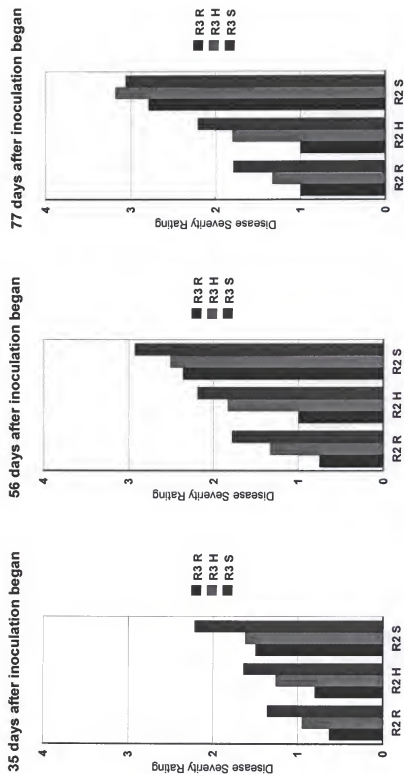 35 days after inoculation began
Disease Severity Rating
4
3
2
1
0
R2 R
R2 H
R2 S
R3 R
R3 H
R3 S
56 days after inoculation began
Disease Severity Rating
4
3
2
1
0
R2 R
R2 H
R2 S
R3 R
R3 H
R3 S
77 days after inoculation began
Disease Severity Rating
4
3
2
1
0
R2 R
R2 H
R2 S
R3 R
R3 H
R3 S